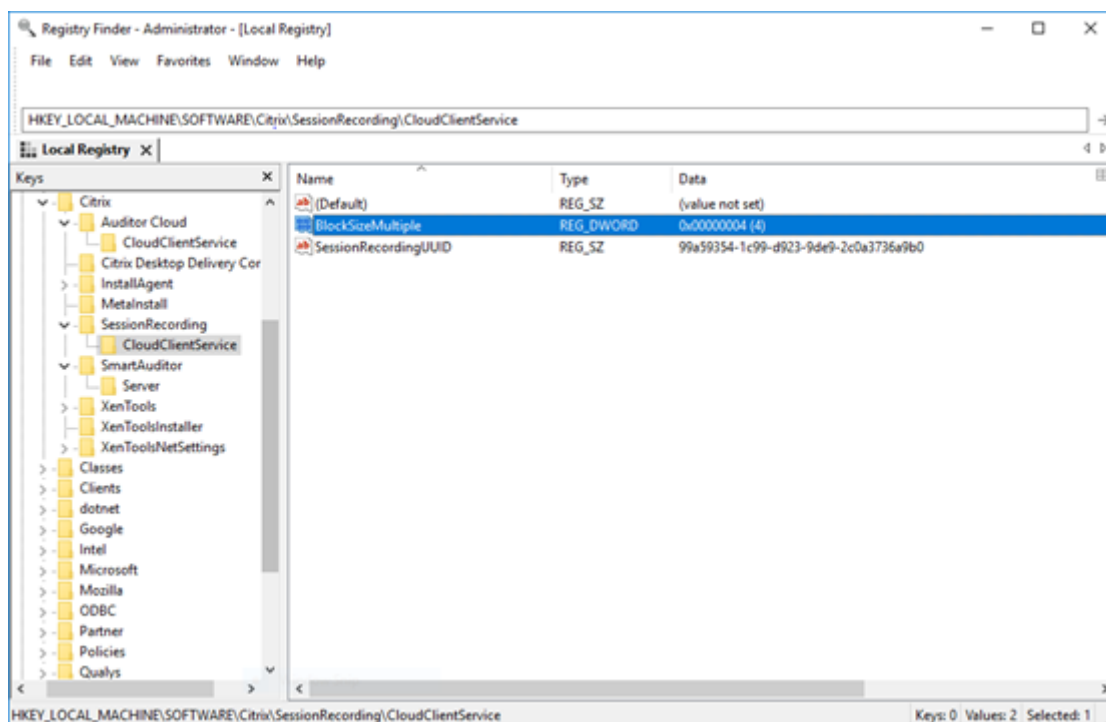 Registry Finder - Administrator - [Local Registry]
File Edit View Favorites Window Help
HKEY_LOCAL_MACHINE\SOFTWARE\Citrix\SessionRecording\CloudClientService
Local Registry
Keys
Name Type Data
Citrix
Auditor Cloud
CloudClientService
Citrix Desktop Delivery Cor
InstallAgent
MetaInstall
SessionRecording
CloudClientService
SmartAuditor
Server
XenTools
XenToolsInstaller
XenToolsNetSettings
Classes
Clients
dotnet
Google
Intel
Microsoft
Mozilla
ODBC
Partner
Policies
Qualys
ab (Default) REG_SZ (value not set)
BlockSizeMultiple REG_DWORD 0x00000004 (4)
ab SessionRecordingUUID REG_SZ 99a59354-1c99-d923-9de9-2c0a3736a9b0
HKEY_LOCAL_MACHINE\SOFTWARE\Citrix\SessionRecording\CloudClientService Keys: 0 Values: 2 Selected: 1